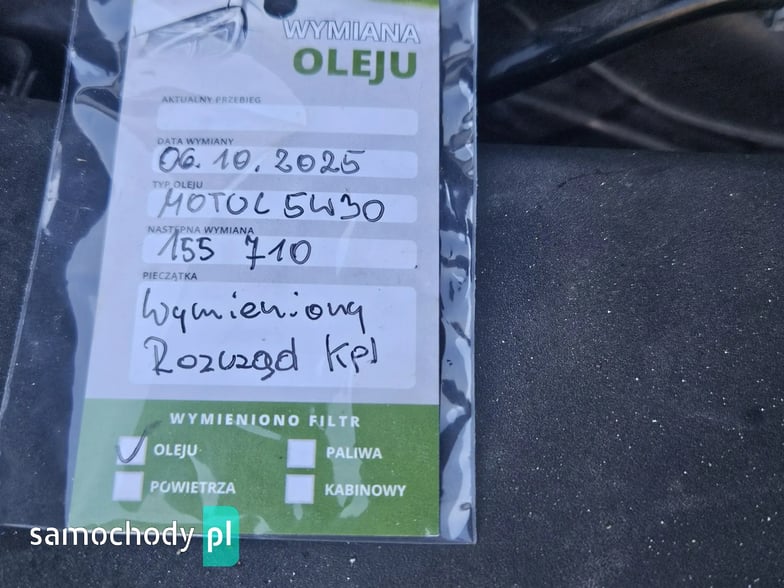 WYMIANA
OLEJU
AKTUALNY PRZEBIEG
DATA WYMIANY
06.10.2025
TYP OLEJU
MOTUL 5W30
NASTĘPNA WYMIANA
155 710
PIECZĄTKA
Wymieniony
Rozrząd Kpl
WYMIENIONO FILTR
OLEJU
PALIWA
POWIETRZA
KABINOWY
samochody pl